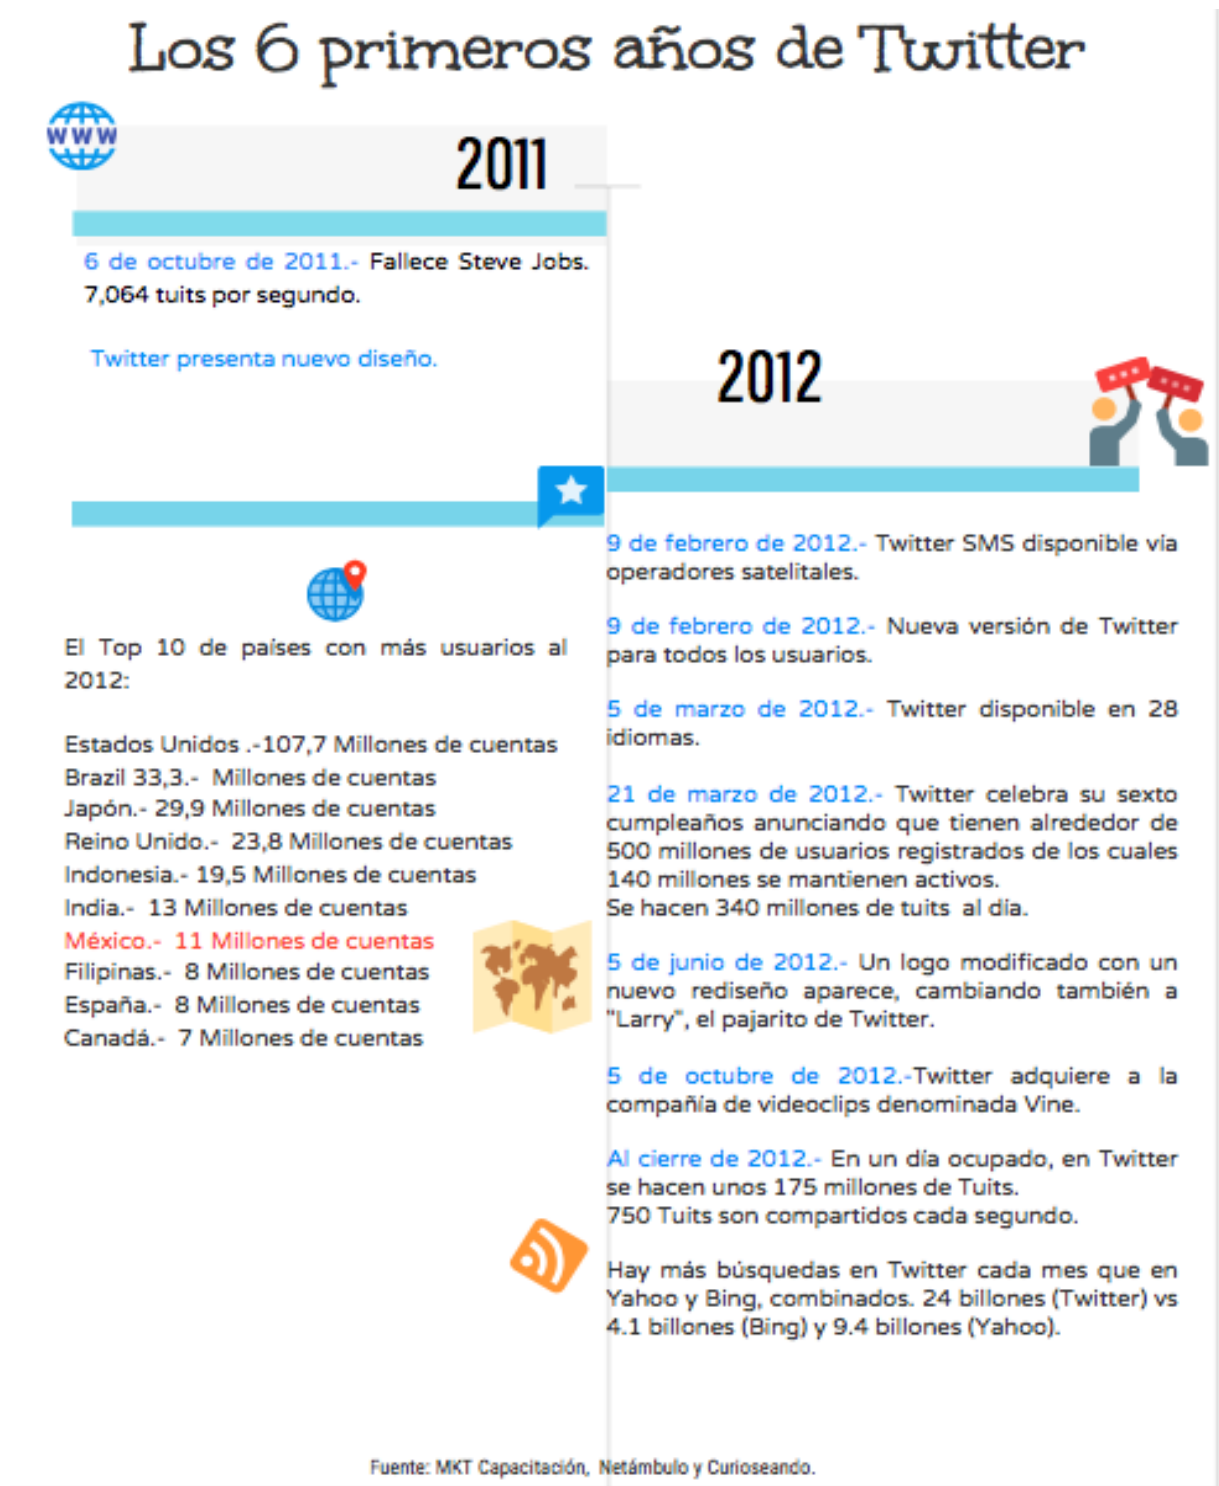 Los 6 primeros años de Twitter
WWW
2011
6 de octubre de 2011.- Fallece Steve Jobs.
7,064 tuits por segundo.
Twitter presenta nuevo diseño.
El Top 10 de países con más usuarios al
2012:
Estados Unidos .-107,7 Millones de cuentas
Brazil 33,3.- Millones de cuentas
Japón.- 29,9 Millones de cuentas
Reino Unido.- 23,8 Millones de cuentas
Indonesia.- 19,5 Millones de cuentas
India.- 13 Millones de cuentas
México.- 11 Millones de cuentas
Filipinas.- 8 Millones de cuentas
España.- 8 Millones de cuentas
Canadá.- 7 Millones de cuentas
2012
9 de febrero de 2012.- Twitter SMS disponible vía
operadores satelitales.
9 de febrero de 2012.- Nueva versión de Twitter
para todos los usuarios.
5 de marzo de 2012.- Twitter disponible en 28
idiomas.
21 de marzo de 2012.- Twitter celebra su sexto
cumpleaños anunciando que tienen alrededor de
500 millones de usuarios registrados de los cuales
140 millones se mantienen activos.
Se hacen 340 millones de tuits al día.
5 de junio de 2012.- Un logo modificado con un
nuevo rediseño aparece, cambiando también a
"Larry", el pajarito de Twitter.
5 de octubre de 2012.-Twitter adquiere a la
compañía de videoclips denominada Vine.
Al cierre de 2012.- En un día ocupado, en Twitter
se hacen unos 175 millones de Tuits.
750 Tuits son compartidos cada segundo.
Hay más búsquedas en Twitter cada mes que en
Yahoo y Bing, combinados. 24 billones (Twitter) vs
4.1 billones (Bing) y 9.4 billones (Yahoo).
Fuente: MKT Capacitación, Netámbulo y Curioseando.